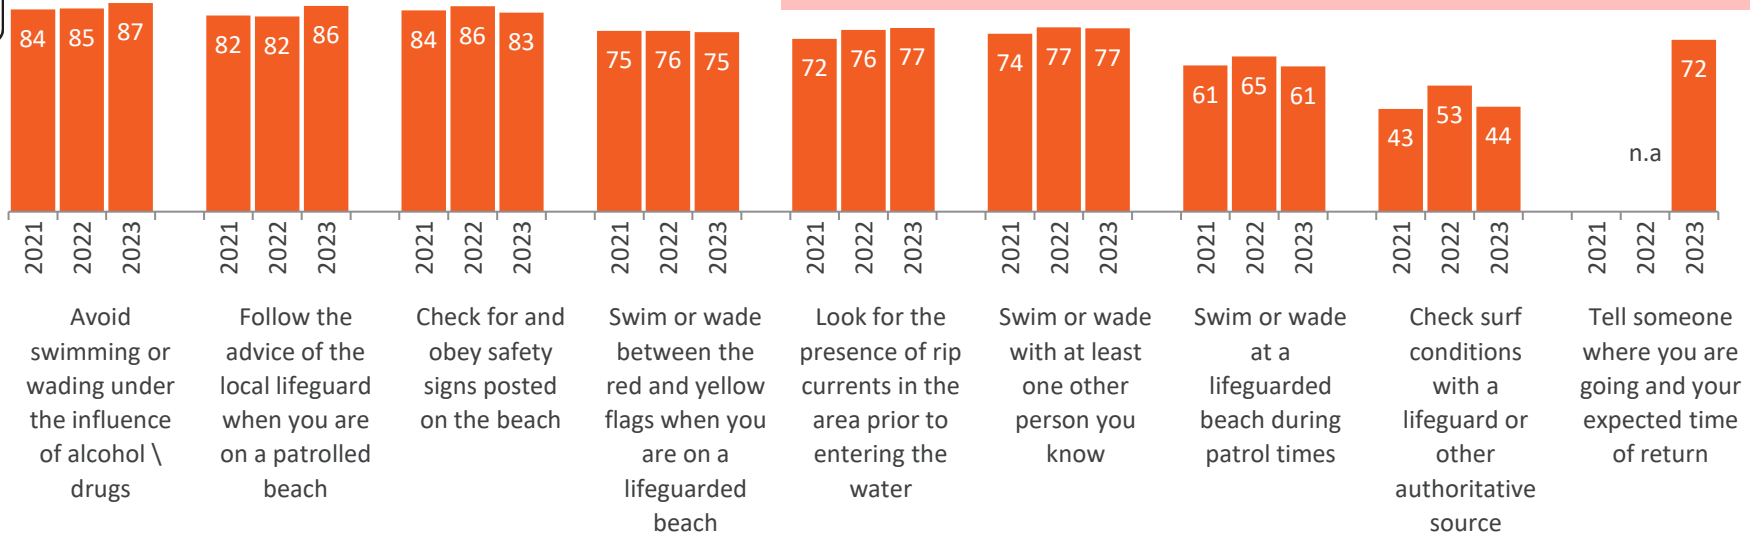 84 85 87
82 82 86
84 86 83
75 76 75
72 76 77
74 77 77
61 65 61
43 53 44
n.a 72
2021 2022 2023
2021 2022 2023
2021 2022 2023
2021 2022 2023
2021 2022 2023
2021 2022 2023
2021 2022 2023
2021 2022 2023
2021 2022 2023
Avoid
swimming or
wading under
the influence
of alcohol \
drugs
Follow the
advice of the
local lifeguard
when you are
on a patrolled
beach
Check for and
obey safety
signs posted
on the beach
Swim or wade
between the
red and yellow
flags when you
are on a
lifeguarded
beach
Look for the
presence of rip
currents in the
area prior to
entering the
water
Swim or wade
with at least
one other
person you
know
Swim or wade
at a
lifeguarded
beach during
patrol times
Check surf
conditions
with a
lifeguard or
other
authoritative
source
Tell someone
where you are
going and your
expected time
of return